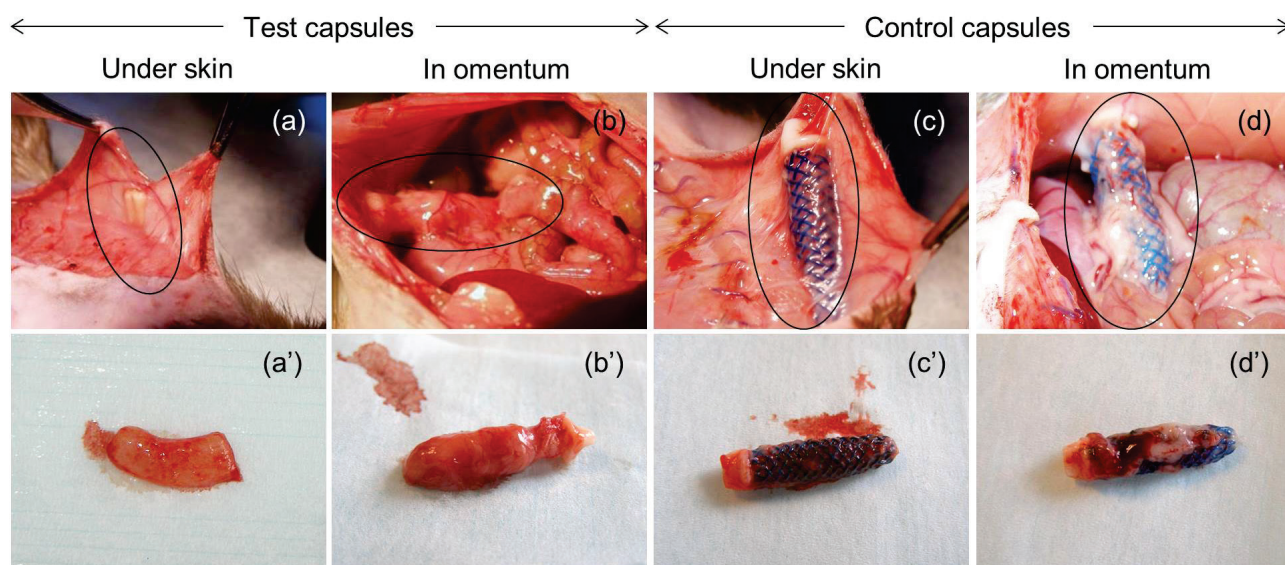 Test capsules Control capsules
Under skin In omentum Under skin In omentum
(a) (b) (c) (d)
(a') (b') (c') (d')